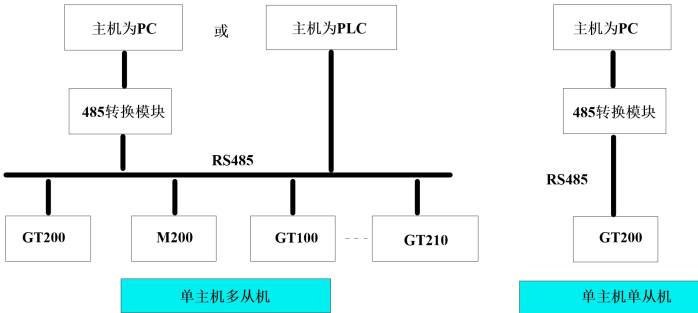 主机为PC
或
主机为PLC
主机为PC
485转换模块
485转换模块
RS485
RS485
GT200
M200
GT100
GT210
GT200
单主机多从机
单主机单从机